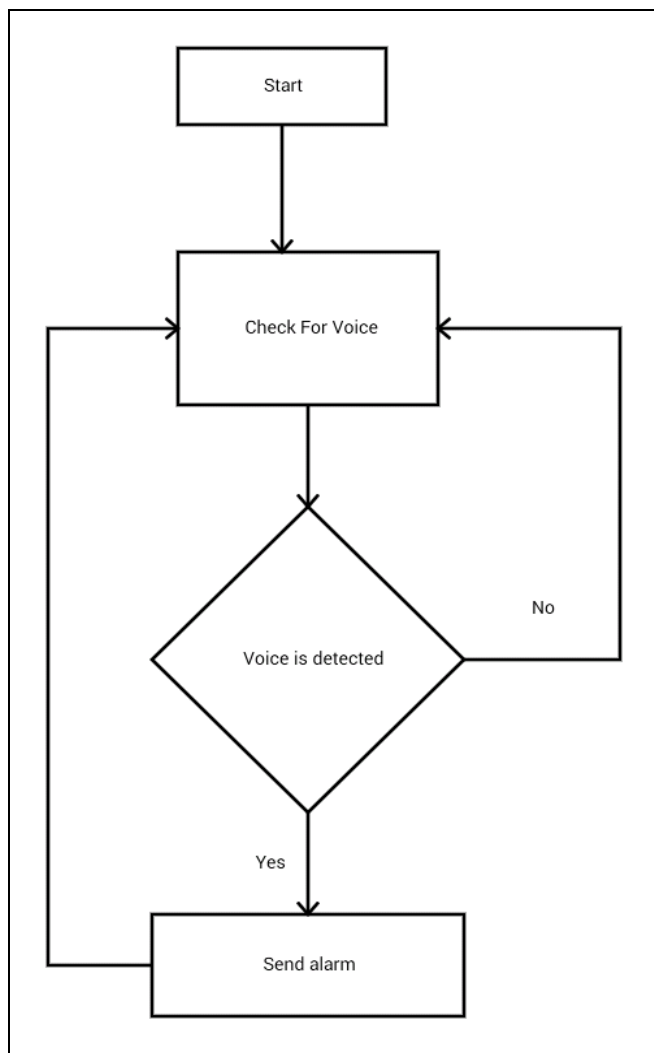 Start
Check For Voice
Voice is detected
No
Yes
Send alarm